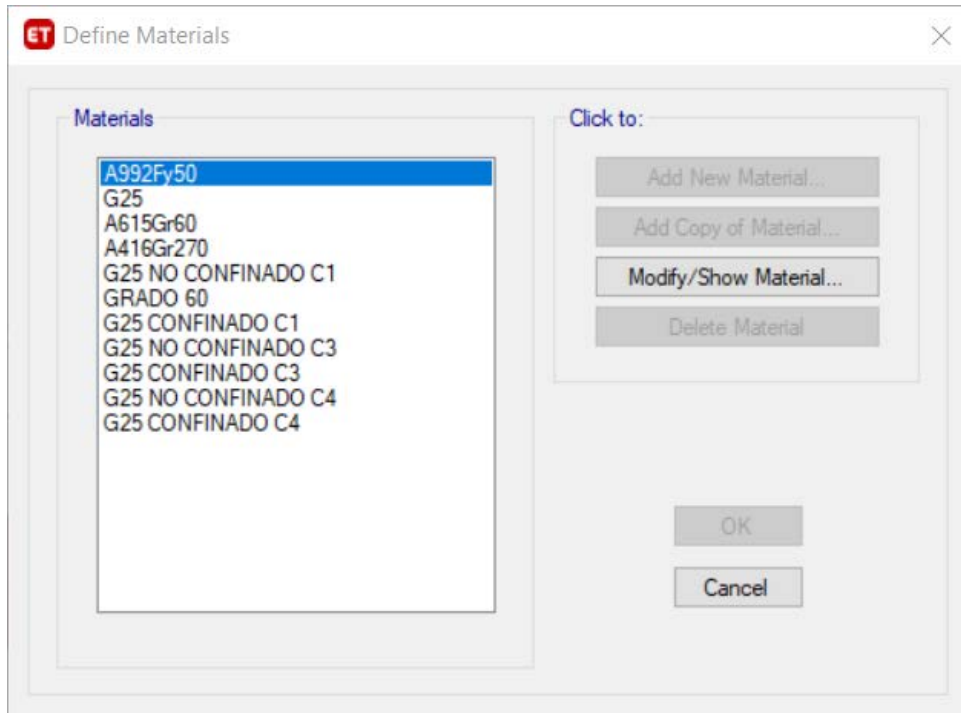 ET Define Materials
Materials
A992Fy50
G25
A615Gr60
A416Gr270
G25 NO CONFINADO C1
GRADO 60
G25 CONFINADO C1
G25 NO CONFINADO C3
G25 CONFINADO C3
G25 NO CONFINADO C4
G25 CONFINADO C4
Click to:
Add New Material...
Add Copy of Material...
Modify/Show Material...
Delete Material
OK
Cancel